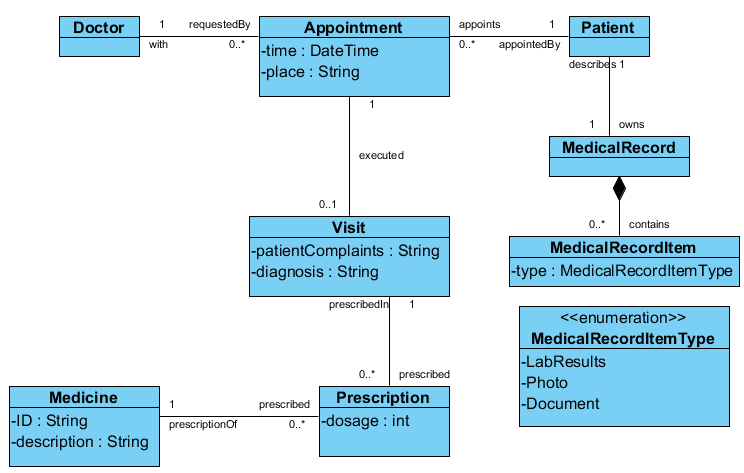 Doctor
1
requestedBy
with
0..*
Appointment
-time : DateTime
-place : String
appoints
1
0..*
appointedBy
Patient
describes 1
1
owns
MedicalRecord
0..*
contains
MedicalRecordItem
-type : MedicalRecordItemType
<<enumeration>>
MedicalRecordItemType
-LabResults
-Photo
-Document
1
executed
0..1
Visit
-patientComplaints : String
-diagnosis : String
prescribedIn
1
0..*
prescribed
Medicine
-ID : String
-description : String
1
prescribed
prescriptionOf
0..*
Prescription
-dosage : int